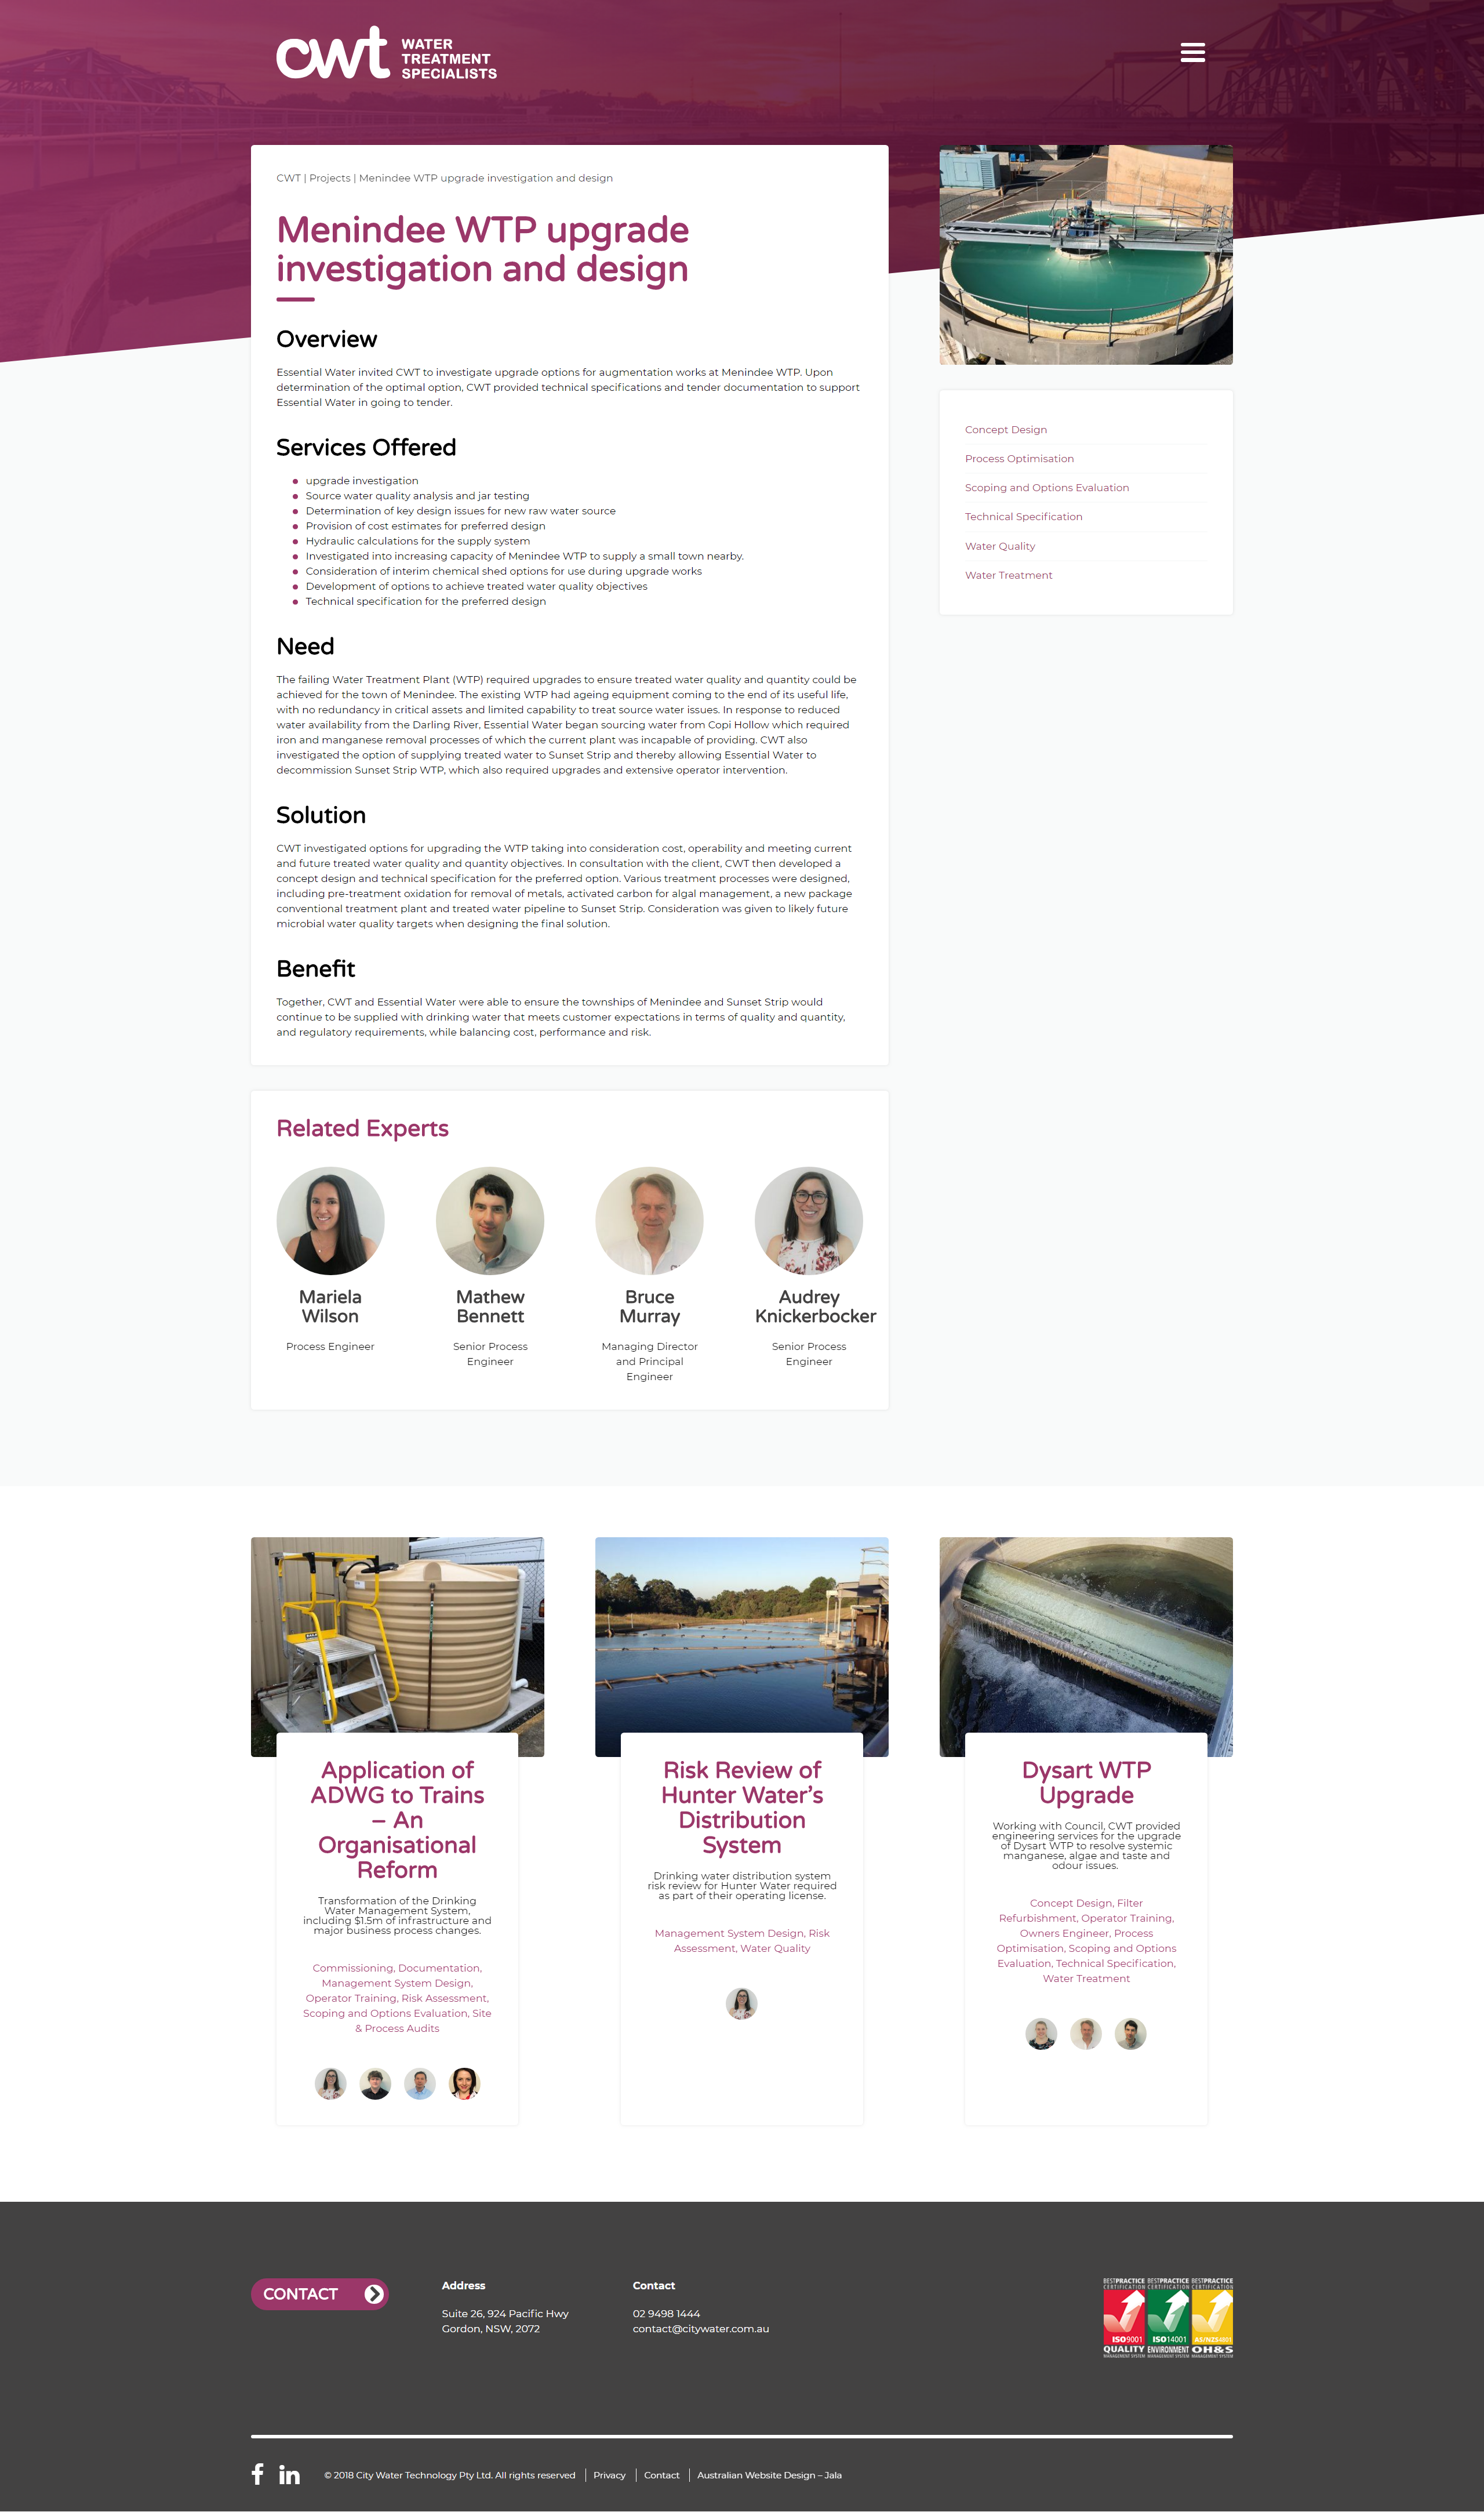 cwt WATER
TREATMENT
SPECIALISTS
CWT | Projects | Menindee WTP upgrade investigation and design
Menindee WTP upgrade
investigation and design
Overview
Essential Water invited CWT to investigate upgrade options for augmentation works at Menindee WTP. Upon
determination of the optimal option, CWT provided technical specifications and tender documentation to support
Essential Water in going to tender.
Services Offered
upgrade investigation
Source water quality analysis and jar testing
Determination of key design issues for new raw water source
Provision of cost estimates for preferred design
Hydraulic calculations for the supply system
Investigated into increasing capacity of Menindee WTP to supply a small town nearby.
Consideration of interim chemical shed options for use during upgrade works
Development of options to achieve treated water quality objectives
Technical specification for the preferred design
Need
The failing Water Treatment Plant (WTP) required upgrades to ensure treated water quality and quantity could be
achieved for the town of Menindee. The existing WTP had ageing equipment coming to the end of its useful life,
with no redundancy in critical assets and limited capability to treat source water issues. In response to reduced
water availability from the Darling River, Essential Water began sourcing water from Copi Hollow which required
iron and manganese removal processes of which the current plant was incapable of providing. CWT also
investigated the option of supplying treated water to Sunset Strip and thereby allowing Essential Water to
decommission Sunset Strip WTP, which also required upgrades and extensive operator intervention.
Solution
CWT investigated options for upgrading the WTP taking into consideration cost, operability and meeting current
and future treated water quality and quantity objectives. In consultation with the client, CWT then developed a
concept design and technical specification for the preferred option. Various treatment processes were designed,
including pre-treatment oxidation for removal of metals, activated carbon for algal management, a new package
conventional treatment plant and treated water pipeline to Sunset Strip. Consideration was given to likely future
microbial water quality targets when designing the final solution.
Benefit
Together, CWT and Essential Water were able to ensure the townships of Menindee and Sunset Strip would
continue to be supplied with drinking water that meets customer expectations in terms of quality and quantity,
and regulatory requirements, while balancing cost, performance and risk.
Concept Design
Process Optimisation
Scoping and Options Evaluation
Technical Specification
Water Quality
Water Treatment
Related Experts
Mariela
Wilson
Process Engineer
Mathew
Bennett
Senior Process
Engineer
Bruce
Murray
Managing Director
and Principal
Engineer
Audrey
Knickerbocker
Senior Process
Engineer
Application of
ADWG to Trains
– An
Organisational
Reform
Transformation of the Drinking
Water Management System,
including $1.5m of infrastructure and
major business process changes.
Commissioning, Documentation,
Management System Design,
Operator Training, Risk Assessment,
Scoping and Options Evaluation, Site
& Process Audits
Risk Review of
Hunter Water’s
Distribution
System
Drinking water distribution system
risk review for Hunter Water required
as part of their operating license.
Management System Design, Risk
Assessment, Water Quality
Dysart WTP
Upgrade
Working with Council, CWT provided
engineering services for the upgrade
of Dysart WTP to resolve systemic
manganese, algae and taste and
odour issues.
Concept Design, Filter
Refurbishment, Operator Training,
Owners Engineer, Process
Optimisation, Scoping and Options
Evaluation, Technical Specification,
Water Treatment
CONTACT
Address
Suite 26, 924 Pacific Hwy
Gordon, NSW, 2072
Contact
02 9498 1444
contact@citywater.com.au
BESTPRACTICE BESTPRACTICE BESTPRACTICE
CERTIFICATION CERTIFICATION CERTIFICATION
ISO9001 ISO14001 AS/NZS4801
QUALITY ENVIRONMENT OH&S
MANAGEMENT SYSTEM MANAGEMENT SYSTEM MANAGEMENT SYSTEM
© 2018 City Water Technology Pty Ltd. All rights reserved | Privacy | Contact | Australian Website Design – Jala